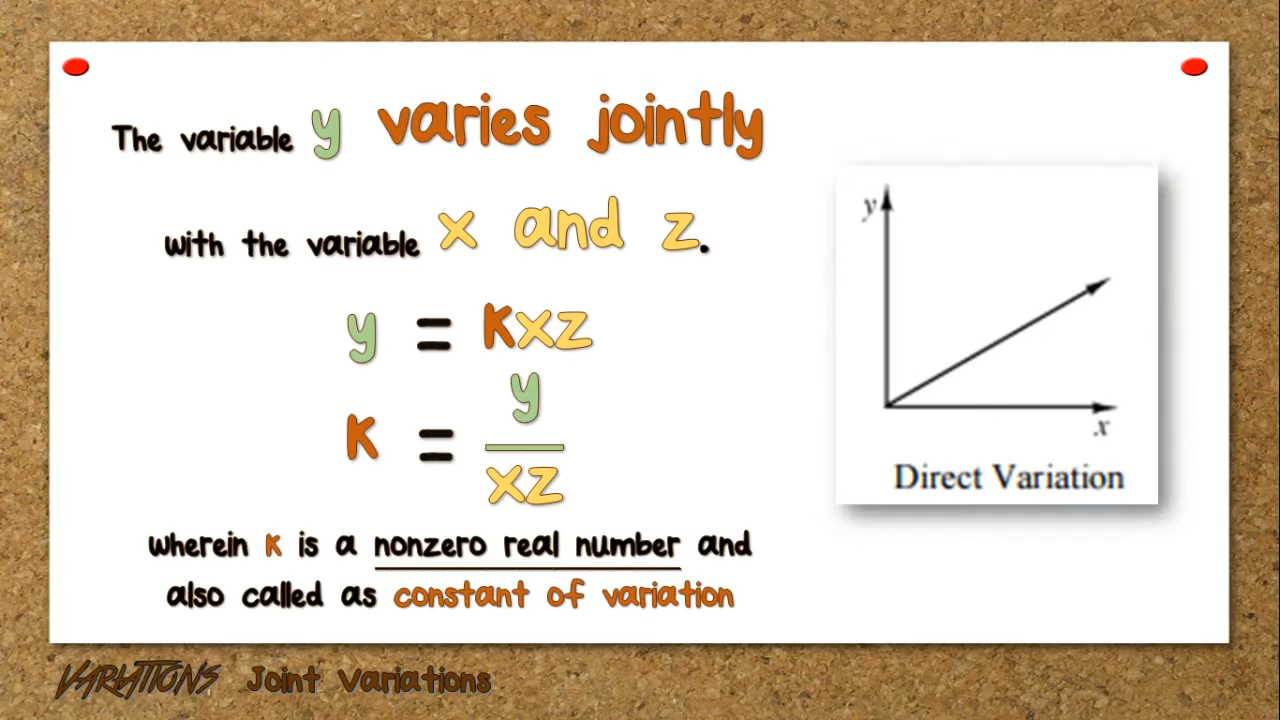 The variable y varies jointly
with the variable x and z.
y = kxz
k = y
xz
wherein k is a nonzero real number and
also called as constant of variation
y
x
Direct Variation
VARIATIONS Joint Variations